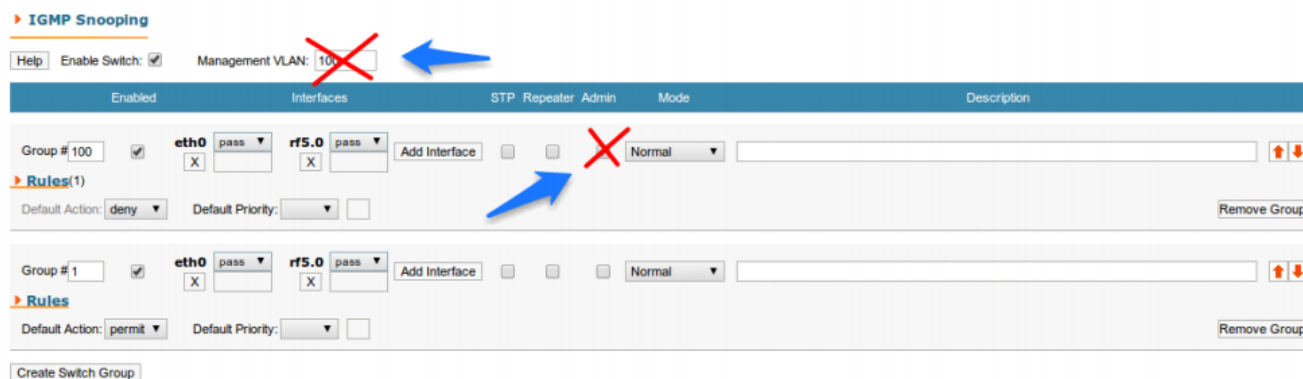 IGMP Snooping
Help Enable Switch: Management VLAN: 100
Enabled Interfaces STP Repeater Admin Mode Description
Group # 100 eth0 pass rf5.0 pass Add Interface Normal
X X
Rules(1)
Default Action: deny Default Priority: Remove Group
Group # 1 eth0 pass rf5.0 pass Add Interface Normal
X X
Rules
Default Action: permit Default Priority: Remove Group
Create Switch Group